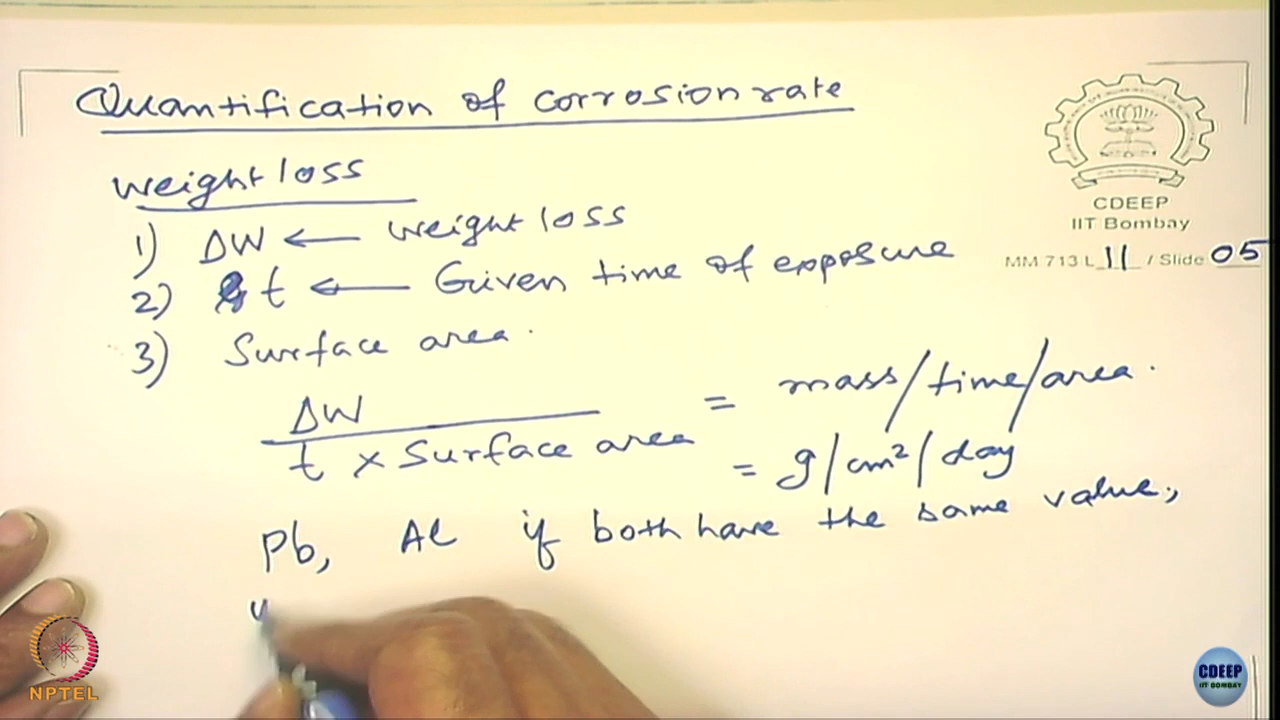 Quantification of corrosion rate
Weight loss
1) ΔW ← Weight loss
2) t ← Given time of exposure
3) Surface area.
ΔW
t × Surface area
= mass/time/area.
= g/cm²/day
Pb, Al if both have the same value,
CDEEP
IIT Bombay
MM 713 L 11 / Slide 05
NPTEL
CDEEP
IIT BOMBAY